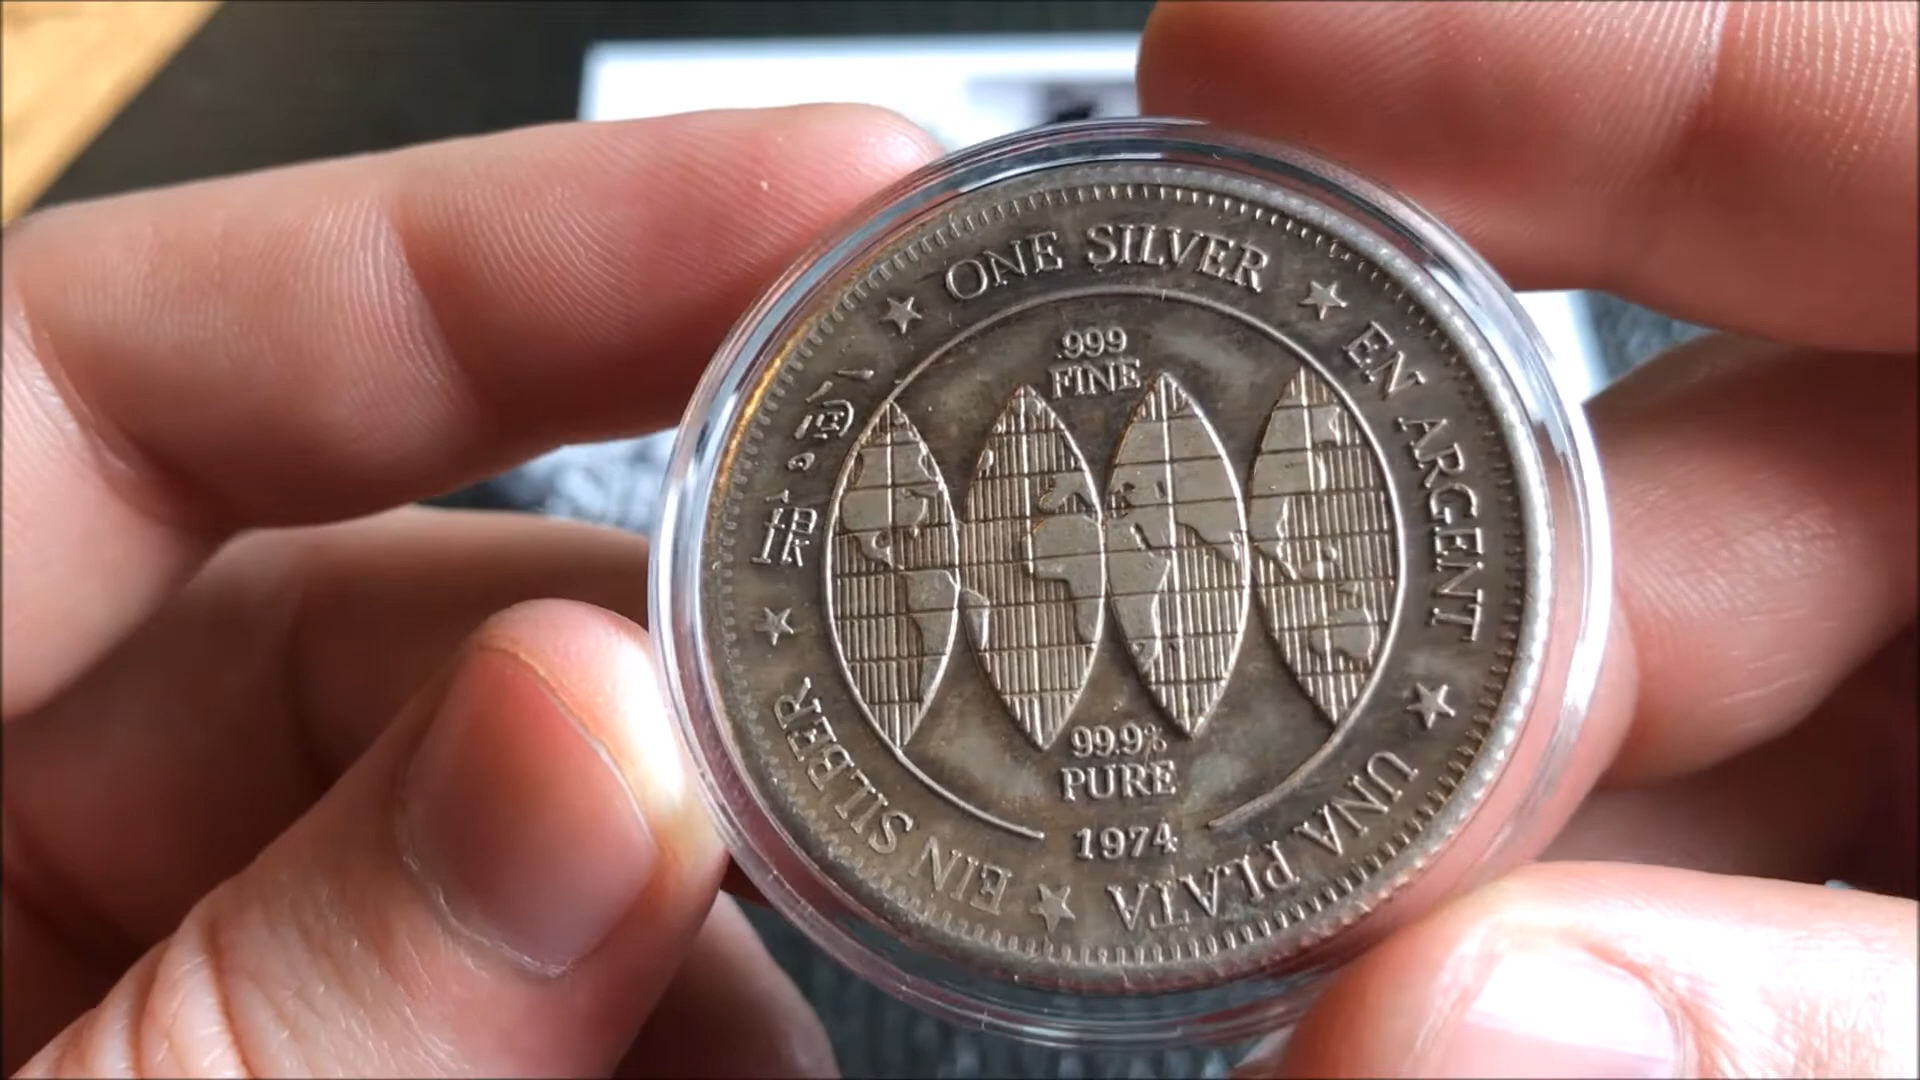 ONE SILVER
EN ARGENT
UNA PLATA
EIN SILBER
.999
FINE
99.9%
PURE
1974